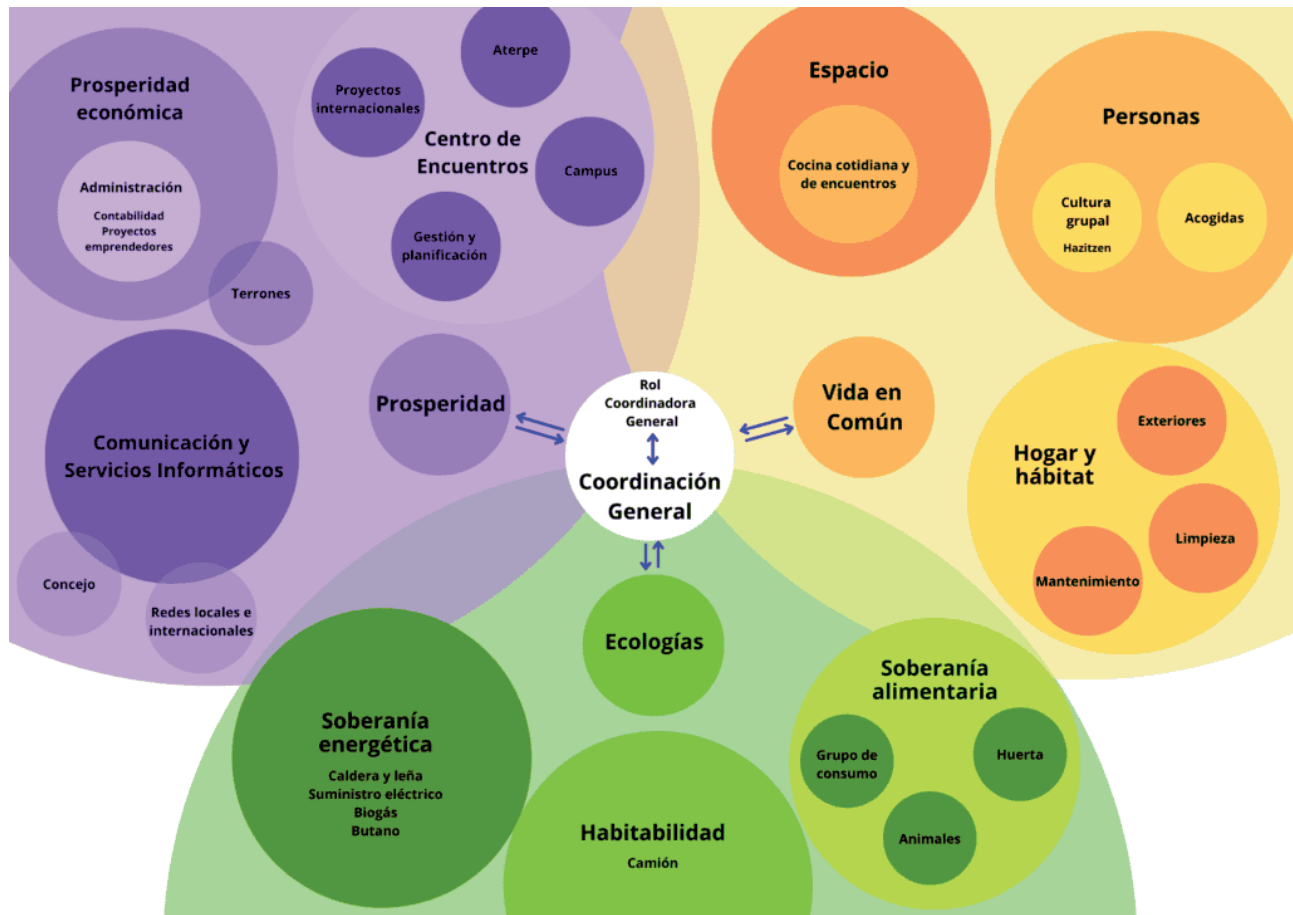 Prosperidad
económica
Administración
Contabilidad
Proyectos
emprendedores
Terrones
Aterpe
Proyectos
internacionales
Centro de
Encuentros
Campus
Gestión y
planificación
Espacio
Cocina cotidiana y
de encuentros
Personas
Cultura
grupal
Hazitzen
Acogidas
Comunicación y
Servicios Informáticos
Concejo
Redes locales e
internacionales
Prosperidad
Rol
Coordinadora
General
Coordinación
General
Vida en
Común
Hogar y
hábitat
Exteriores
Limpieza
Mantenimiento
Ecologías
Soberanía
energética
Caldera y leña
Suministro eléctrico
Biogás
Butano
Habitabilidad
Camión
Soberanía
alimentaria
Grupo de
consumo
Huerta
Animales